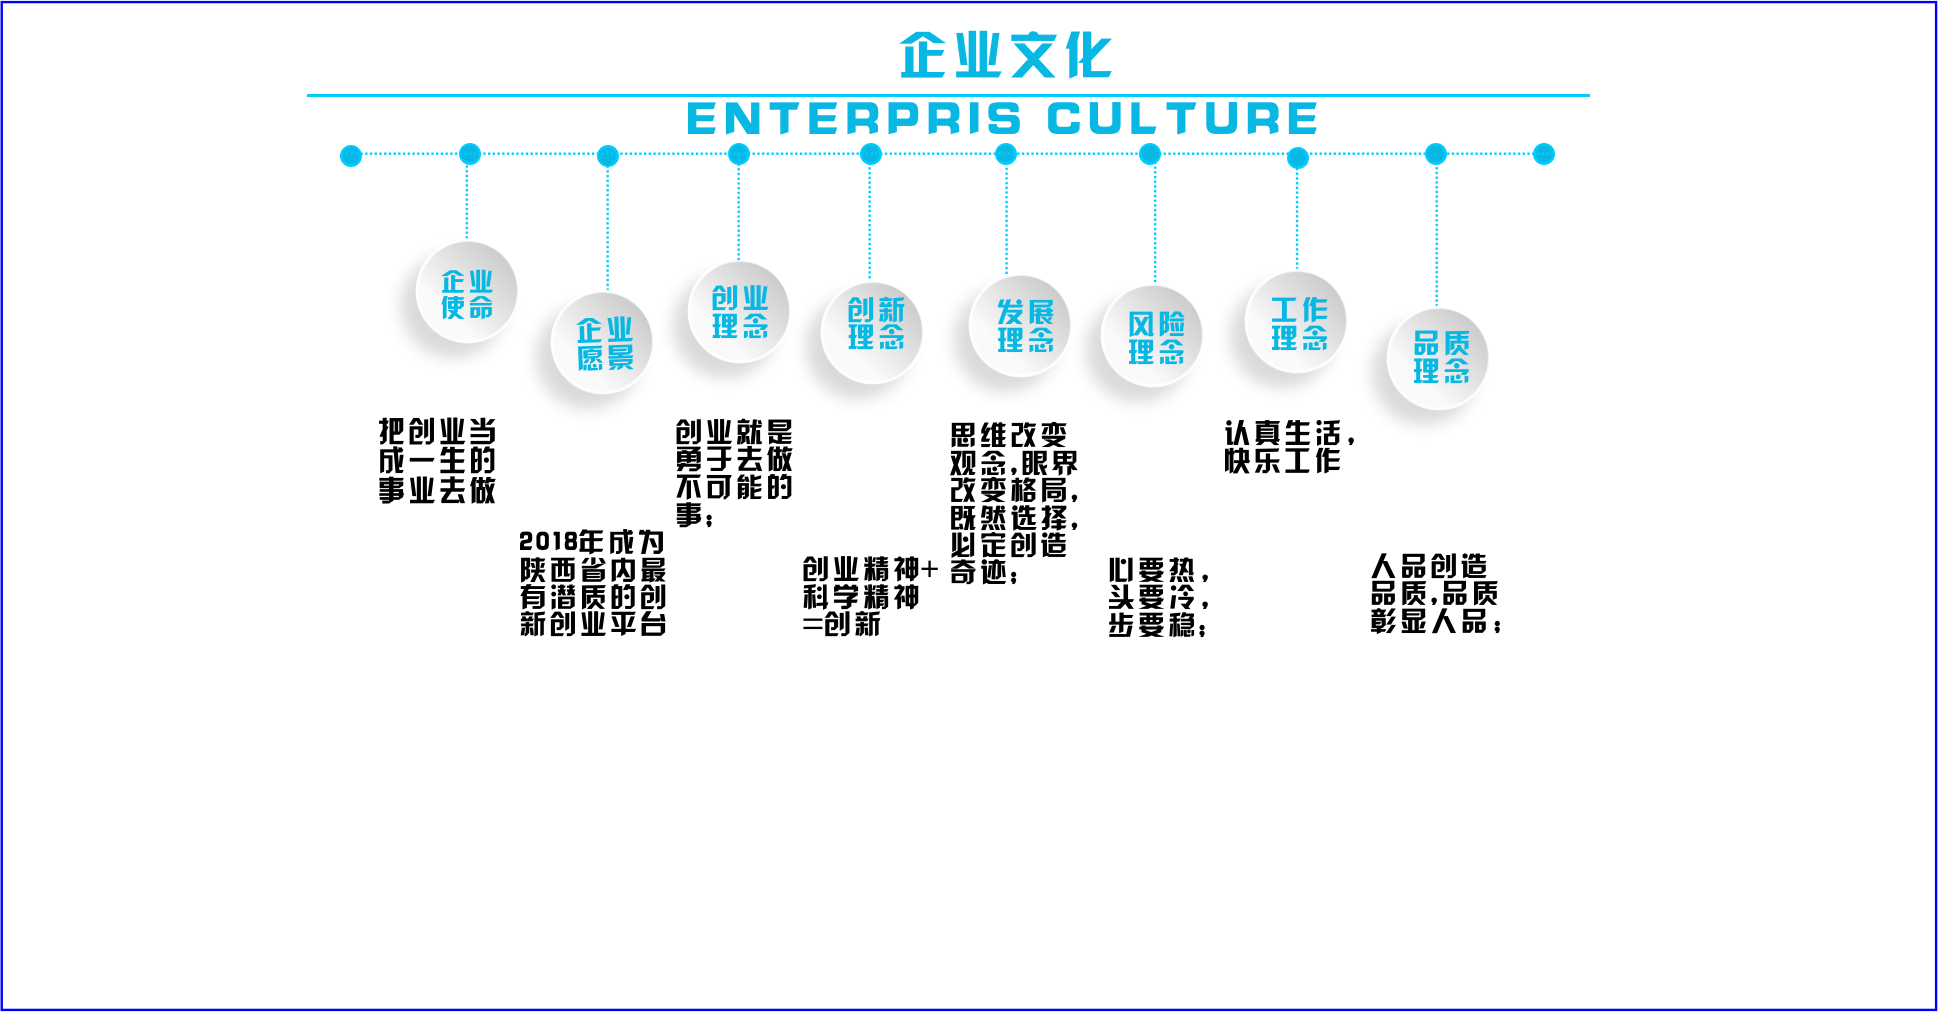 企业文化
ENTERPRIS CULTURE
企业
使命
企业
愿景
创业
理念
创新
理念
发展
理念
风险
理念
工作
理念
品质
理念
把创业当
成一生的
事业去做
2018年成为
陕西省内最
有潜质的创
新创业平台
创业就是
勇于去做
不可能的
事；
创业精神+
科学精神
=创新
思维改变
观念，眼界
改变格局，
既然选择，
必定创造
奇迹；
心要热，
头要冷，
步要稳；
认真生活，
快乐工作
人品创造
品质，品质
彰显人品；